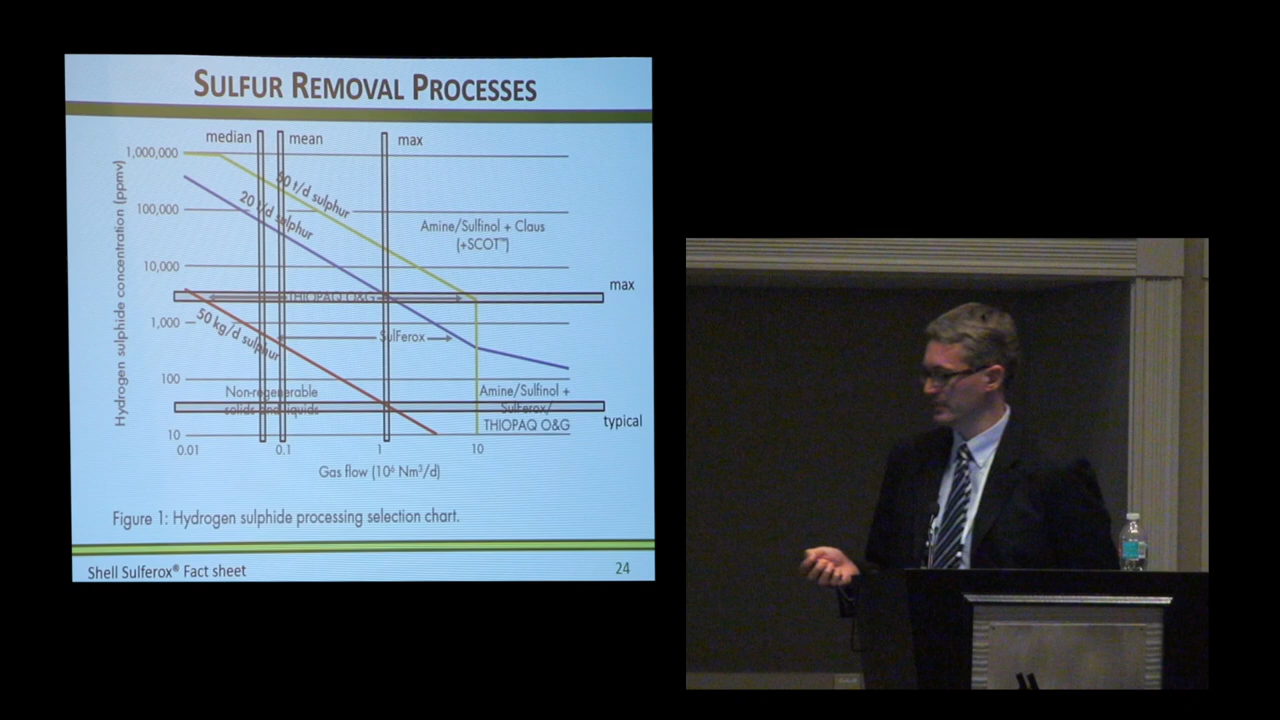 SULFUR REMOVAL PROCESSES
median
mean
max
1,000,000
100,000
10,000
1,000
100
10
Hydrogen sulphide concentration (ppmv)
60 t/d sulphur
20 t/d sulphur
50 kg/d sulphur
Amine/Sulfinol + Claus
(+SCOT™)
max
THIOPAQ O&G
SulFerox
Non-regenerable
solids and liquids
Amine/Sulfinol +
SulFerox/
THIOPAQ O&G
typical
0.01
0.1
1
10
Gas flow (10⁶ Nm³/d)
Figure 1: Hydrogen sulphide processing selection chart.
Shell Sulferox® Fact sheet
24